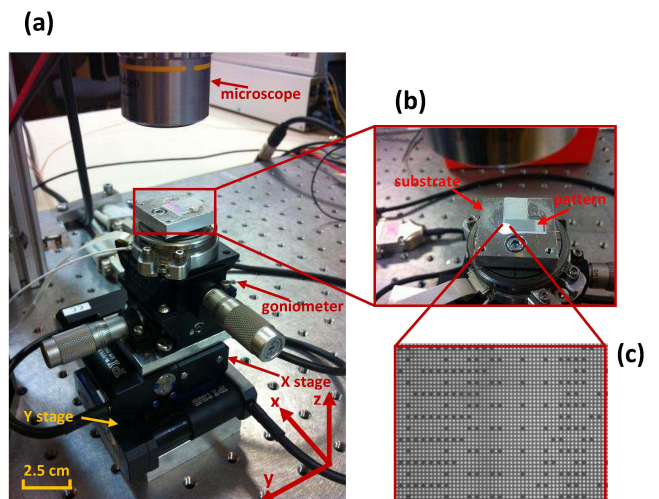 (a)
microscope
(b)
substrate
pattern
goniometer
(c)
X stage
Y stage
x
z
y
2.5 cm